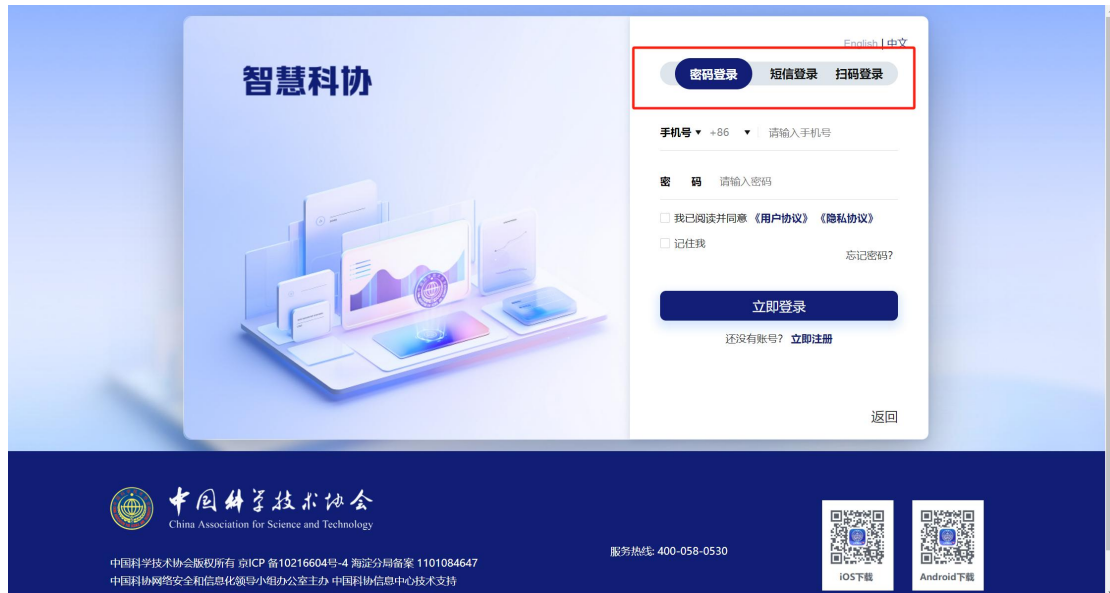 智慧科协
English | 中文
密码登录 短信登录 扫码登录
手机号 +86 请输入手机号
密 码 请输入密码
我已阅读并同意 《用户协议》 《隐私协议》
记住我
忘记密码?
立即登录
还没有账号? 立即注册
返回
中国科学技术协会
China Association for Science and Technology
中国科学技术协会版权所有 京ICP 备10216604号-4 海淀分局备案 1101084647
中国科协网络安全和信息化领导小组办公室主办 中国科协信息中心技术支持
服务热线: 400-058-0530
iOS下载
Android下载